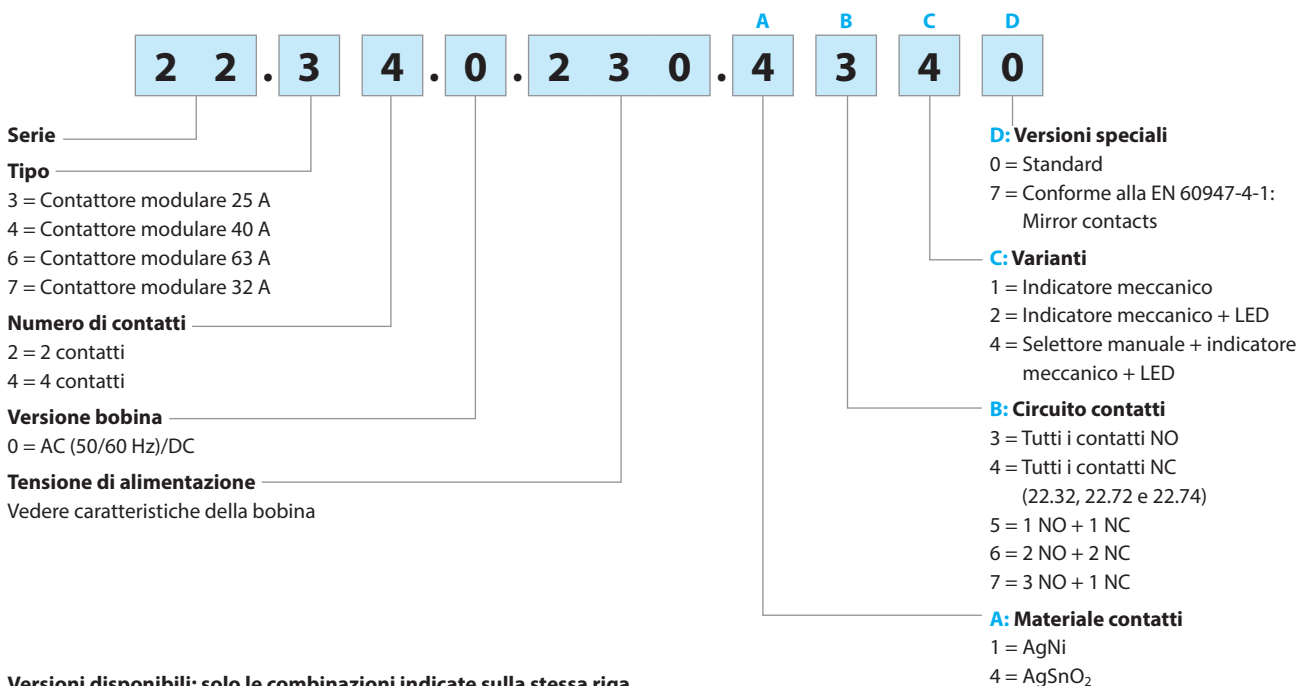 A B C D
2 2 . 3 4 . 0 . 2 3 0 . 4 3 4 0
Serie
Tipo
3 = Contattore modulare 25 A
4 = Contattore modulare 40 A
6 = Contattore modulare 63 A
7 = Contattore modulare 32 A
Numero di contatti
2 = 2 contatti
4 = 4 contatti
Versione bobina
0 = AC (50/60 Hz)/DC
Tensione di alimentazione
Vedere caratteristiche della bobina
D: Versioni speciali
0 = Standard
7 = Conforme alla EN 60947-4-1:
Mirror contacts
C: Varianti
1 = Indicatore meccanico
2 = Indicatore meccanico + LED
4 = Selettore manuale + indicatore
meccanico + LED
B: Circuito contatti
3 = Tutti i contatti NO
4 = Tutti i contatti NC
(22.32, 22.72 e 22.74)
5 = 1 NO + 1 NC
6 = 2 NO + 2 NC
7 = 3 NO + 1 NC
A: Materiale contatti
1 = AgNi
4 = AgSnO₂
Versioni disponibili: solo le combinazioni indicate sulla stessa riga